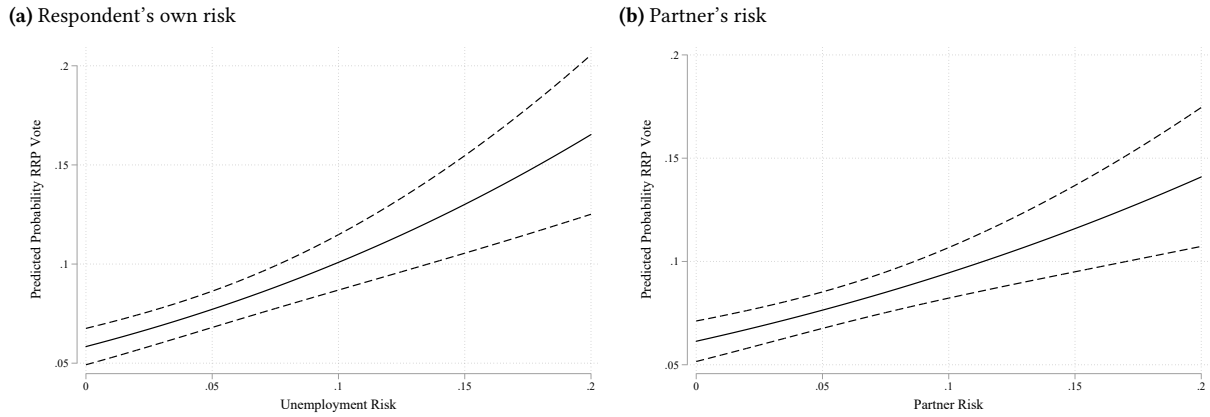 (a) Respondent's own risk
.2
.15
.1
.05
Predicted Probability RRP Vote
0 .05 .1 .15 .2
Unemployment Risk
(b) Partner's risk
.2
.15
.1
.05
Predicted Probability RRP Vote
0 .05 .1 .15 .2
Partner Risk